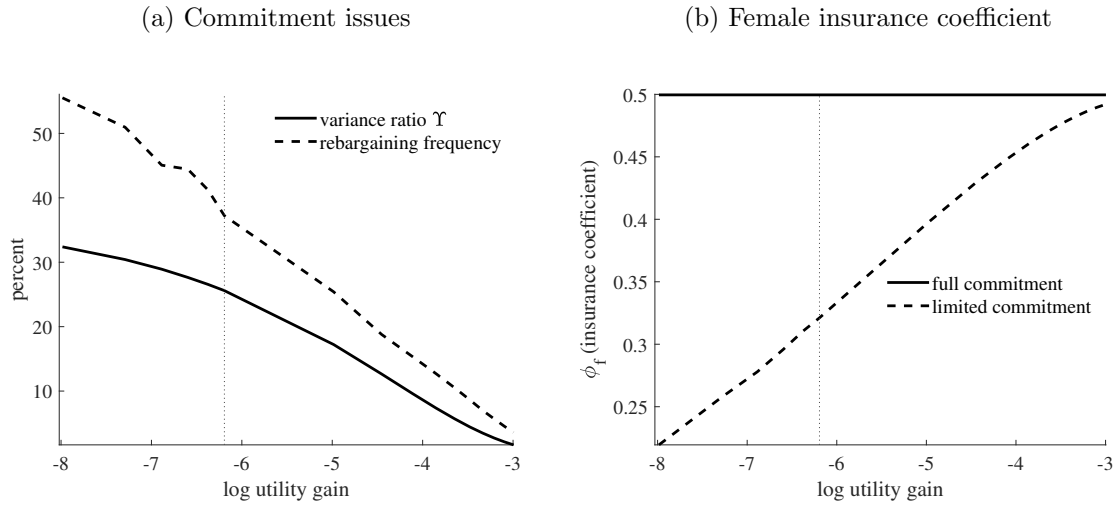 (a) Commitment issues
percent
50
40
30
20
10
variance ratio ϒ
rebargaining frequency
-8 -7 -6 -5 -4 -3
log utility gain
(b) Female insurance coefficient
ϕf (insurance coefficient)
0.5
0.45
0.4
0.35
0.3
0.25
full commitment
limited commitment
-8 -7 -6 -5 -4 -3
log utility gain